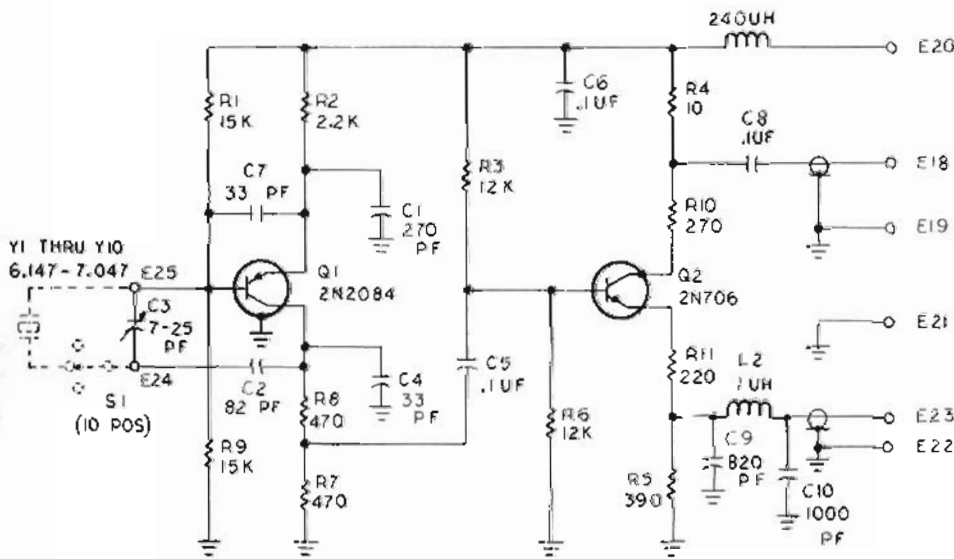 240UH
E20
R1
15K
R2
2.2K
C6
.1UF
R4
10
C8
.1UF
E18
C7
33 PF
R3
12K
C1
270
PF
R10
270
E19
Y1 THRU Y10
6.147-7.047
E25
Q1
2N2084
Q2
2N706
C3
7-25
PF
E21
E24
C2
82 PF
C5
.1UF
R11
220
L2
1UH
S1
(10 POS)
R8
470
C4
33
PF
E23
E22
R9
15K
R7
470
R6
12K
R5
390
C9
820
PF
C10
1000
PF